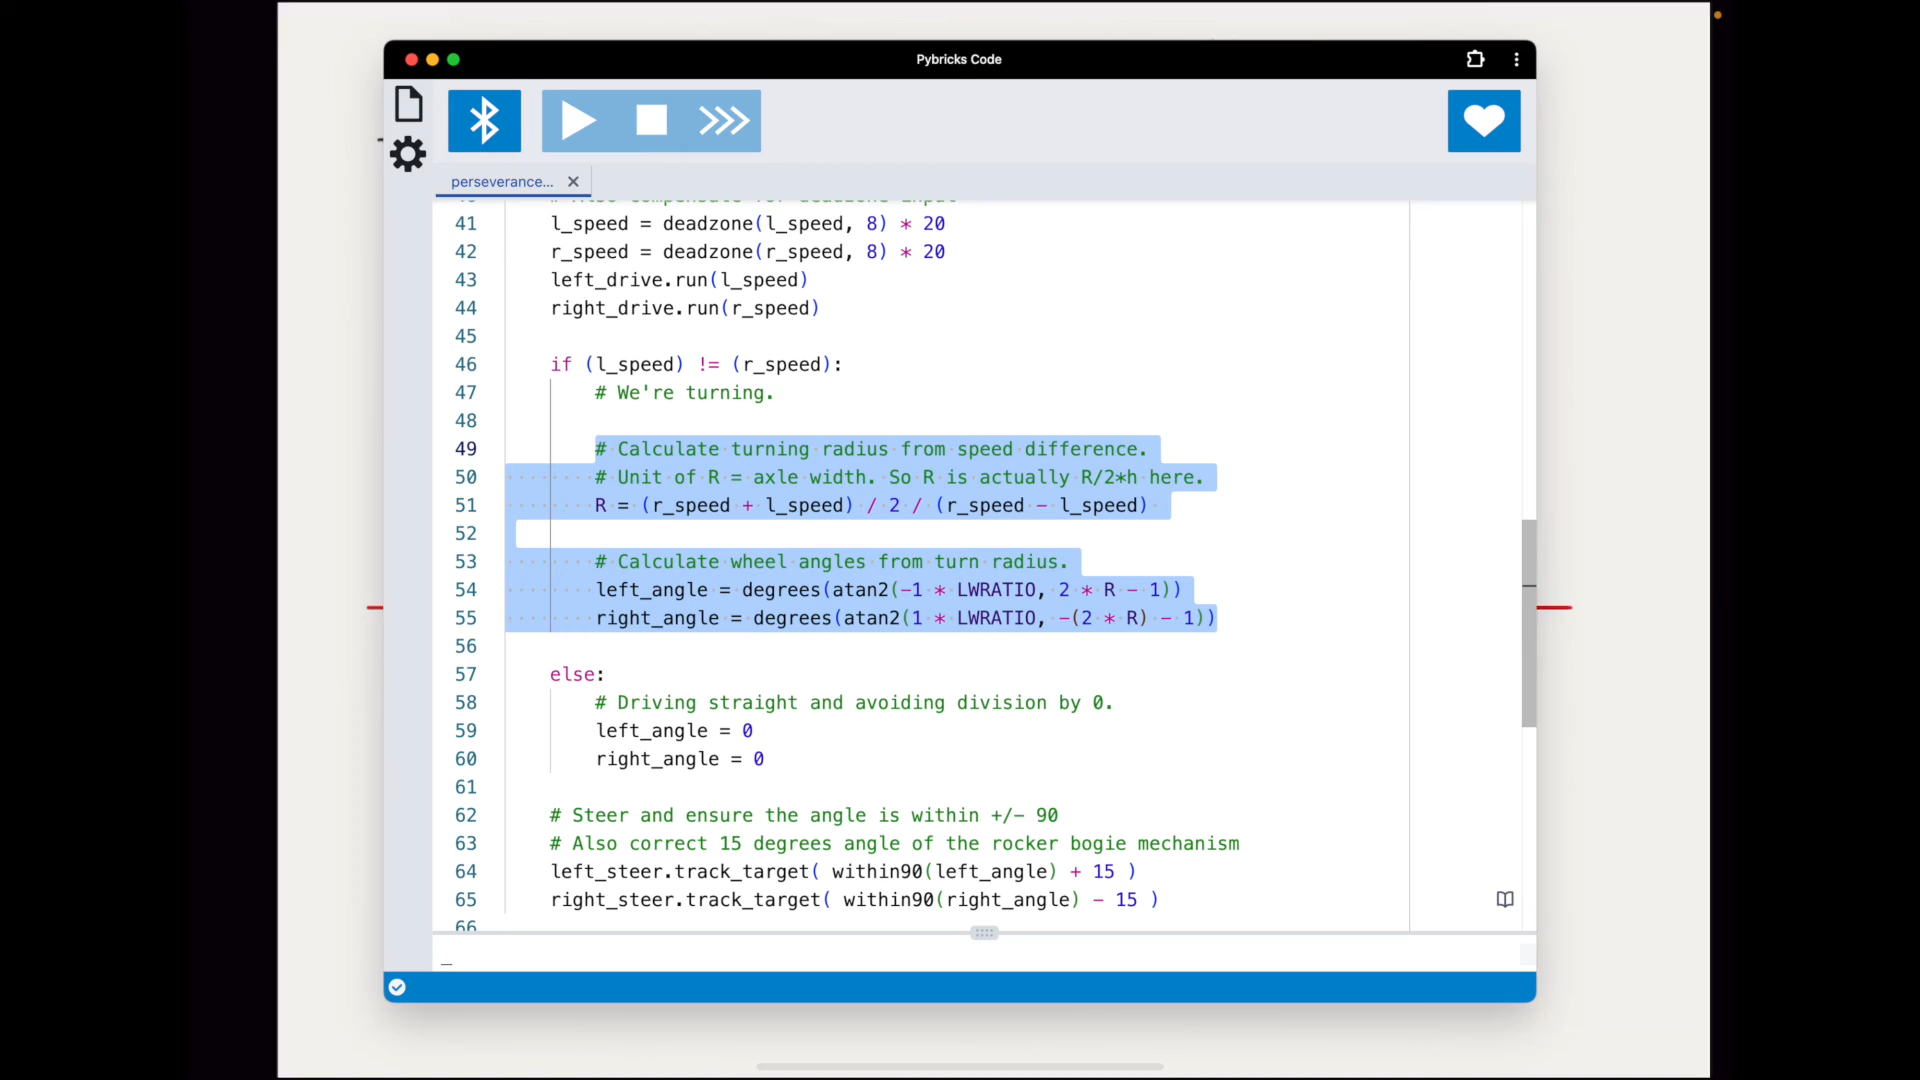 Pybricks Code
perseverance...
41 l_speed = deadzone(l_speed, 8) * 20
42 r_speed = deadzone(r_speed, 8) * 20
43 left_drive.run(l_speed)
44 right_drive.run(r_speed)
45
46 if (l_speed) != (r_speed):
47 # We're turning.
48
49 # Calculate turning radius from speed difference.
50 # Unit of R = axle width. So R is actually R/2*h here.
51 R = (r_speed + l_speed) / 2 / (r_speed - l_speed)
52
53 # Calculate wheel angles from turn radius.
54 left_angle = degrees(atan2(-1 * LWRATIO, 2 * R - 1))
55 right_angle = degrees(atan2(1 * LWRATIO, -(2 * R) - 1))
56
57 else:
58 # Driving straight and avoiding division by 0.
59 left_angle = 0
60 right_angle = 0
61
62 # Steer and ensure the angle is within +/- 90
63 # Also correct 15 degrees angle of the rocker bogie mechanism
64 left_steer.track_target( within90(left_angle) + 15 )
65 right_steer.track_target( within90(right_angle) - 15 )
66